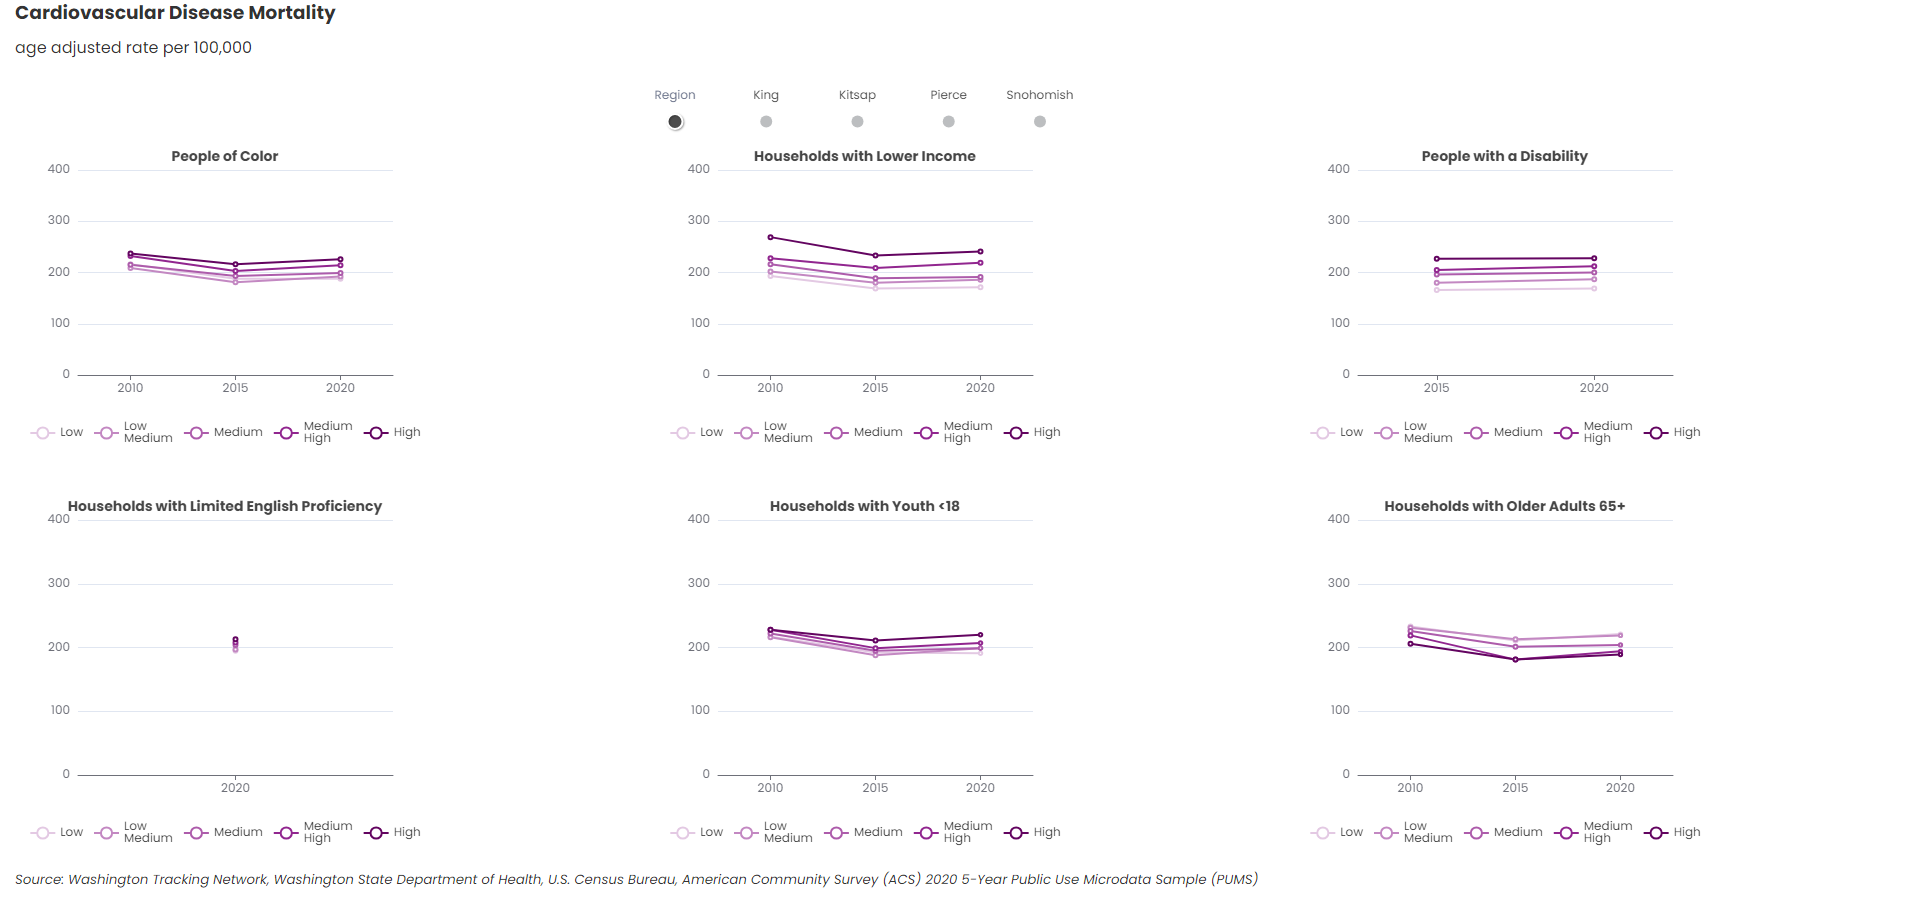 Cardiovascular Disease Mortality
age adjusted rate per 100,000
Region King Kitsap Pierce Snohomish
People of Color
400
300
200
100
0
2010 2015 2020
Low Low Medium Medium Medium High High
Households with Lower Income
400
300
200
100
0
2010 2015 2020
Low Low Medium Medium Medium High High
People with a Disability
400
300
200
100
0
2015 2020
Low Low Medium Medium Medium High High
Households with Limited English Proficiency
400
300
200
100
0
2020
Low Low Medium Medium Medium High High
Households with Youth <18
400
300
200
100
0
2010 2015 2020
Low Low Medium Medium Medium High High
Households with Older Adults 65+
400
300
200
100
0
2010 2015 2020
Low Low Medium Medium Medium High High
Source: Washington Tracking Network, Washington State Department of Health, U.S. Census Bureau, American Community Survey (ACS) 2020 5-Year Public Use Microdata Sample (PUMS)